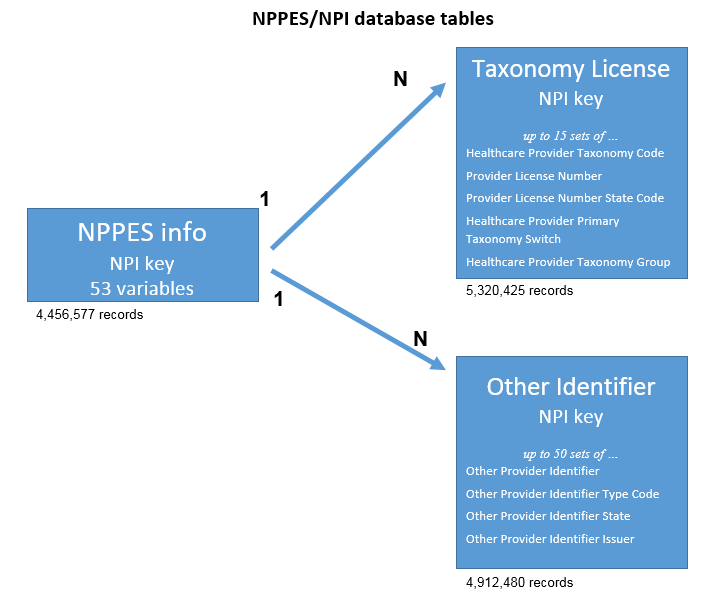 NPPES/NPI database tables
N
1
NPPES info
NPI key
53 variables
4,456,577 records
1
N
Taxonomy License
NPI key
up to 15 sets of ...
Healthcare Provider Taxonomy Code
Provider License Number
Provider License Number State Code
Healthcare Provider Primary
Taxonomy Switch
Healthcare Provider Taxonomy Group
5,320,425 records
Other Identifier
NPI key
up to 50 sets of ...
Other Provider Identifier
Other Provider Identifier Type Code
Other Provider Identifier State
Other Provider Identifier Issuer
4,912,480 records